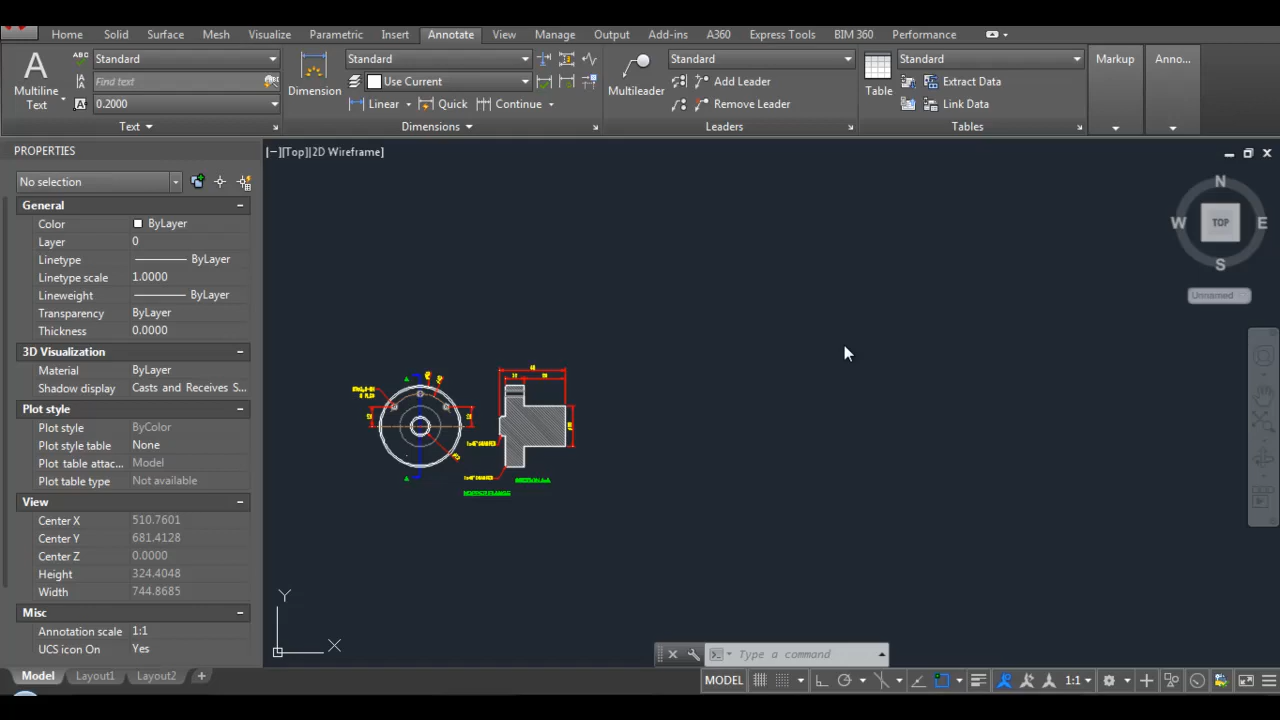 Home Solid Surface Mesh Visualize Parametric Insert Annotate View Manage Output Add-ins A360 Express Tools BIM 360 Performance
Multiline Text
Standard
Find text
0.2000
Text
Dimension
Standard
Use Current
Linear Quick Continue
Dimensions
Multileader
Standard
Add Leader
Remove Leader
Leaders
Table
Standard
Extract Data
Link Data
Tables
Markup
Anno...
PROPERTIES
No selection
General
Color ByLayer
Layer 0
Linetype ByLayer
Linetype scale 1.0000
Lineweight ByLayer
Transparency ByLayer
Thickness 0.0000
3D Visualization
Material ByLayer
Shadow display Casts and Receives S...
Plot style
Plot style ByColor
Plot style table None
Plot table attac... Model
Plot table type Not available
View
Center X 510.7601
Center Y 681.4128
Center Z 0.0000
Height 324.4048
Width 744.8685
Misc
Annotation scale 1:1
UCS icon On Yes
[−][Top][2D Wireframe]
N
W TOP E
S
Unnamed
Y
X
Type a command
Model Layout1 Layout2 +
MODEL 1:1